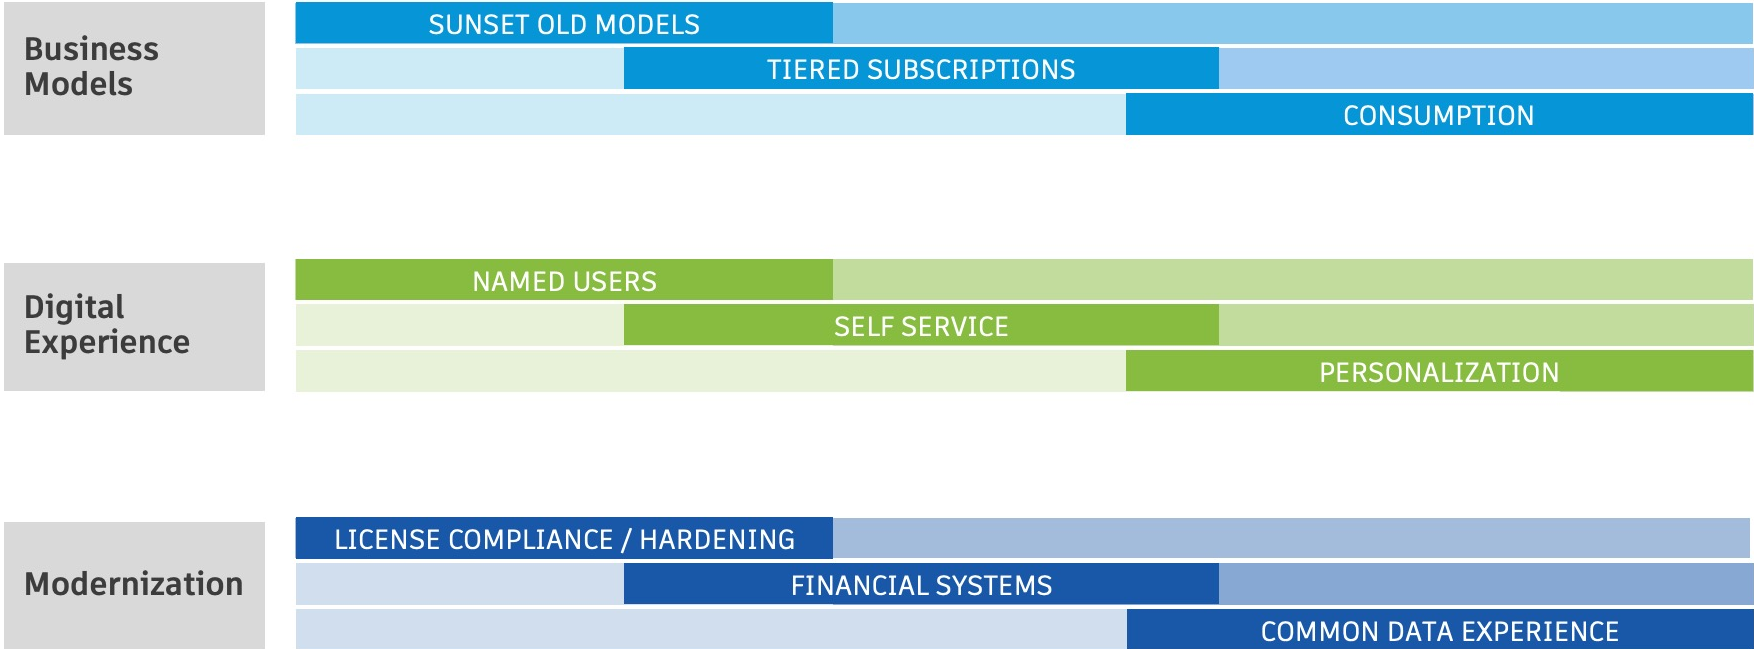 Business
Models
SUNSET OLD MODELS
TIERED SUBSCRIPTIONS
CONSUMPTION
Digital
Experience
NAMED USERS
SELF SERVICE
PERSONALIZATION
Modernization
LICENSE COMPLIANCE / HARDENING
FINANCIAL SYSTEMS
COMMON DATA EXPERIENCE